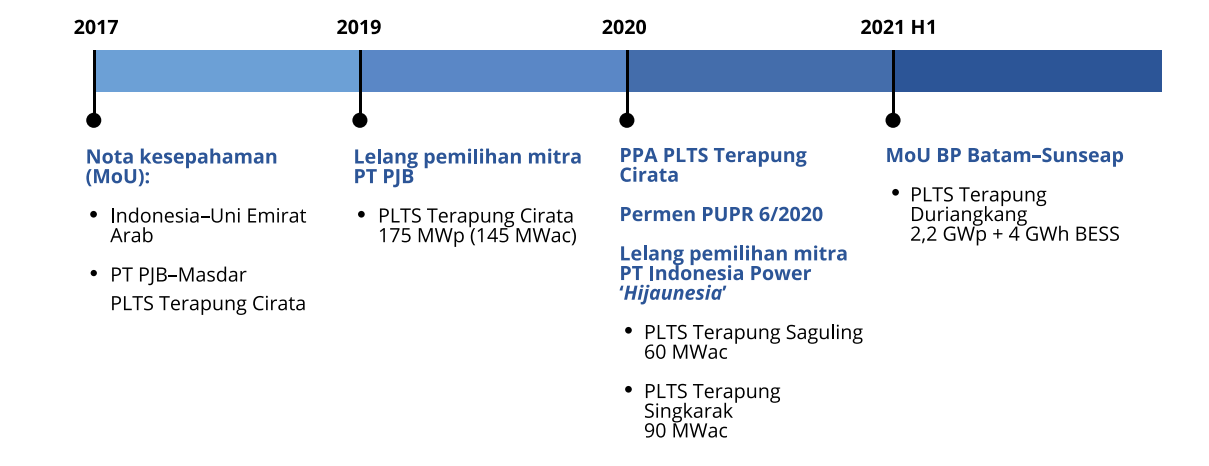 2017
2019
2020
2021 H1
Nota kesepahaman
(MoU):
• Indonesia–Uni Emirat
Arab
• PT PJB–Masdar
PLTS Terapung Cirata
Lelang pemilihan mitra
PT PJB
• PLTS Terapung Cirata
175 MWp (145 MWac)
PPA PLTS Terapung
Cirata
Permen PUPR 6/2020
Lelang pemilihan mitra
PT Indonesia Power
‘Hijaunesia’
• PLTS Terapung Saguling
60 MWac
• PLTS Terapung
Singkarak
90 MWac
MoU BP Batam–Sunseap
• PLTS Terapung
Duriangkang
2,2 GWp + 4 GWh BESS